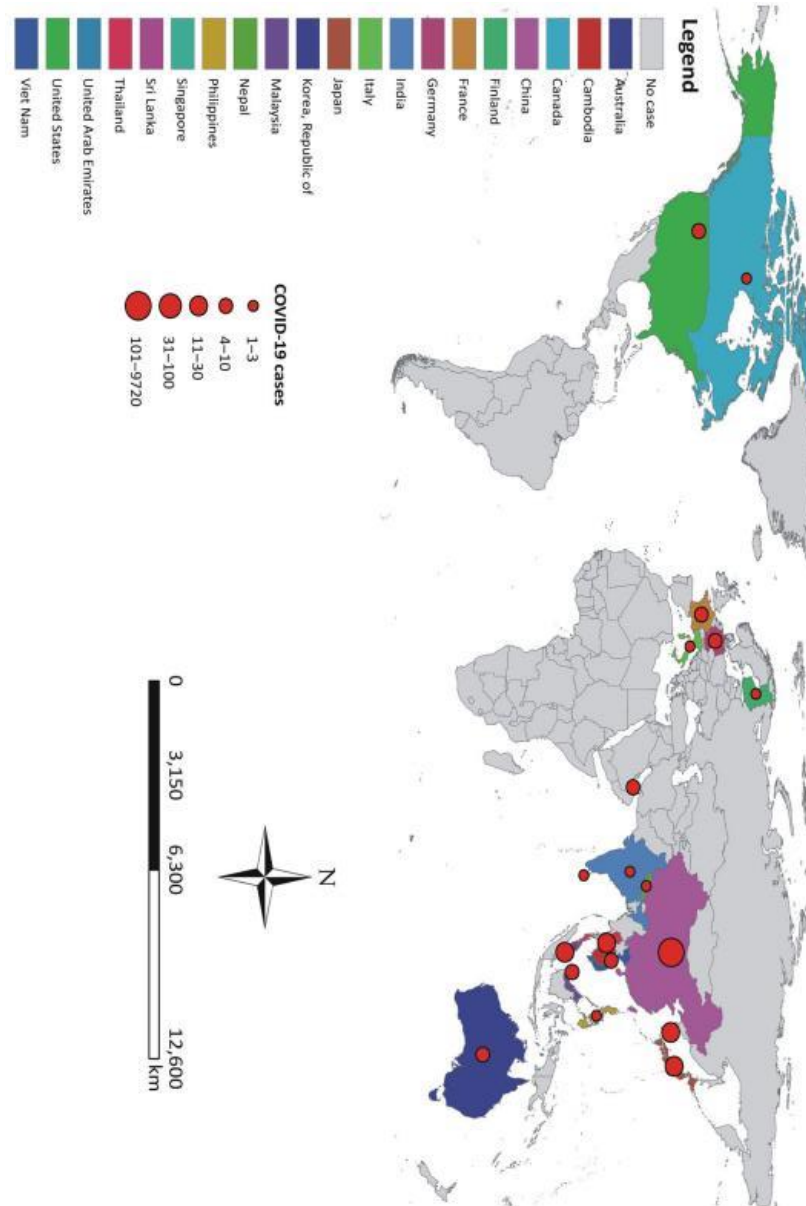 Legend
No case
Australia
Cambodia
Canada
China
Finland
France
Germany
India
Italy
Japan
Korea, Republic of
Malaysia
Nepal
Philippines
Singapore
Sri Lanka
Thailand
United Arab Emirates
United States
Viet Nam
COVID-19 cases
1–3
4–10
11–30
31–100
101–9720
N
0 3,150 6,300 12,600
km